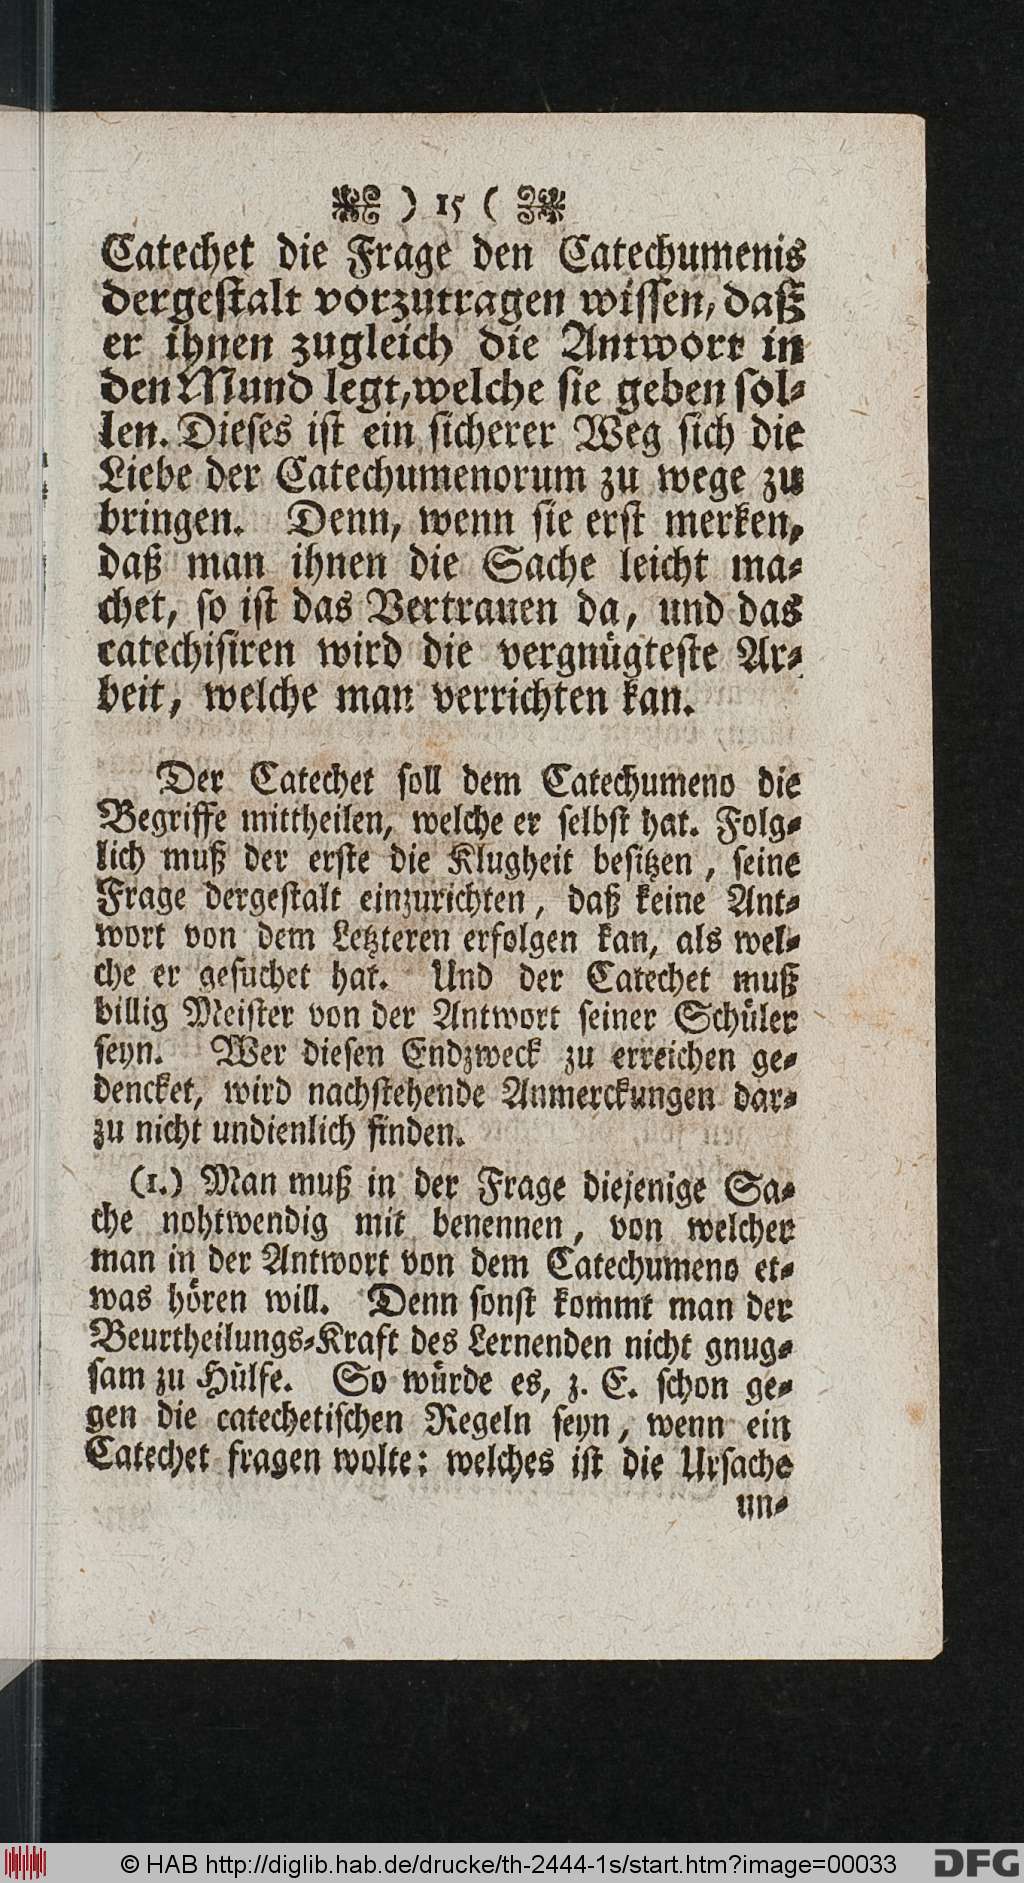 ) 15 (
Catechet die Frage den Catechumenis
dergestalt vorzutragen wissen, daß
er ihnen zugleich die Antwort in
den Mund legt, welche sie geben sol-
len. Dieses ist ein sicherer Weg sich die
Liebe der Catechumenorum zu wege zu
bringen. Denn, wenn sie erst merken,
daß man ihnen die Sache leicht ma-
chet, so ist das Vertrauen da, und das
catechisiren wird die vergnügteste Ar-
beit, welche man verrichten kan.
Der Catechet soll dem Catechumeno die
Begriffe mittheilen, welche er selbst hat. Folg-
lich muß der erste die Klugheit besitzen, seine
Frage dergestalt einzurichten, daß keine Ant-
wort von dem Letzteren erfolgen kan, als wel-
che er gesuchet hat. Und der Catechet muß
billig Meister von der Antwort seiner Schüler
seyn. Wer diesen Endzweck zu erreichen ge-
dencket, wird nachstehende Anmerckungen dar-
zu nicht undienlich finden.
(1.) Man muß in der Frage diejenige Sa-
che nohtwendig mit benennen, von welcher
man in der Antwort von dem Catechumeno et-
was hören will. Denn sonst kommt man der
Beurtheilungs-Kraft des Lernenden nicht gnug-
sam zu Hülfe. So würde es, z. E. schon ge-
gen die catechetischen Regeln seyn, wenn ein
Catechet fragen wolte: welches ist die Ursache
un-
© HAB http://diglib.hab.de/drucke/th-2444-1s/start.htm?image=00033
DFG